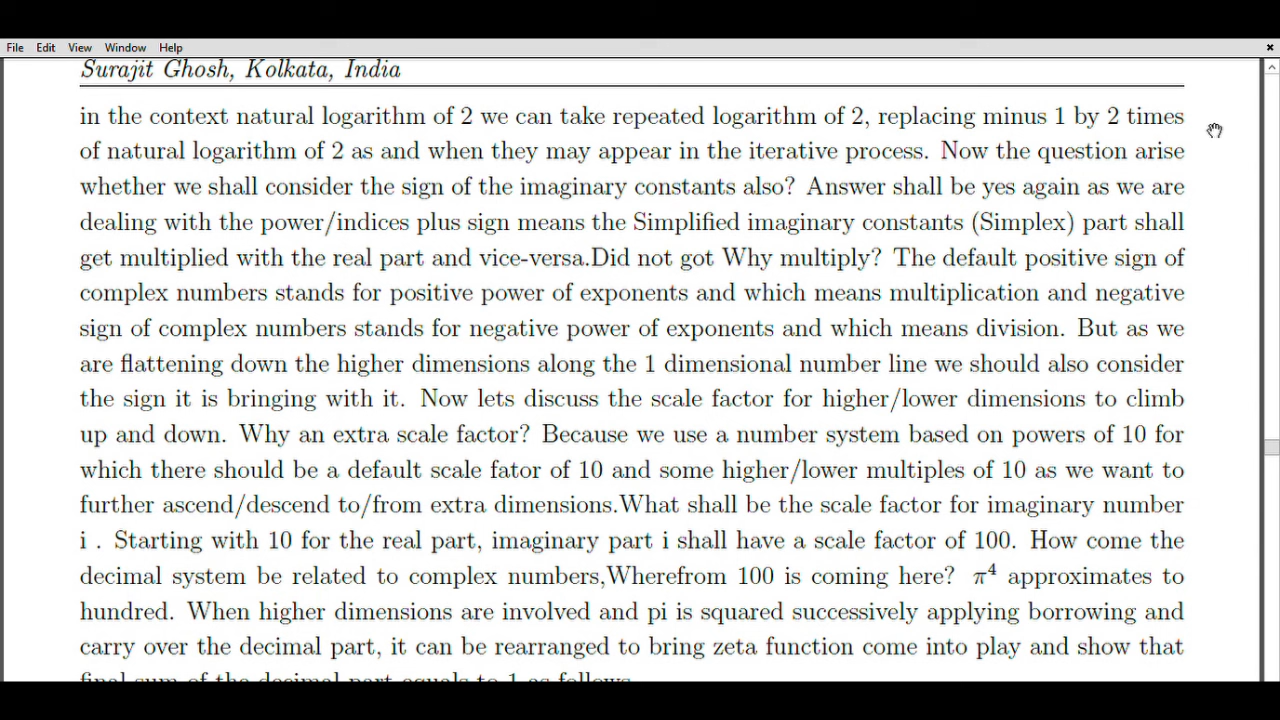 File Edit View Window Help
Surajit Ghosh, Kolkata, India
in the context natural logarithm of 2 we can take repeated logarithm of 2, replacing minus 1 by 2 times
of natural logarithm of 2 as and when they may appear in the iterative process. Now the question arise
whether we shall consider the sign of the imaginary constants also? Answer shall be yes again as we are
dealing with the power/indices plus sign means the Simplified imaginary constants (Simplex) part shall
get multiplied with the real part and vice-versa.Did not got Why multiply? The default positive sign of
complex numbers stands for positive power of exponents and which means multiplication and negative
sign of complex numbers stands for negative power of exponents and which means division. But as we
are flattening down the higher dimensions along the 1 dimensional number line we should also consider
the sign it is bringing with it. Now lets discuss the scale factor for higher/lower dimensions to climb
up and down. Why an extra scale factor? Because we use a number system based on powers of 10 for
which there should be a default scale fator of 10 and some higher/lower multiples of 10 as we want to
further ascend/descend to/from extra dimensions.What shall be the scale factor for imaginary number
i . Starting with 10 for the real part, imaginary part i shall have a scale factor of 100. How come the
decimal system be related to complex numbers,Wherefrom 100 is coming here? π⁴ approximates to
hundred. When higher dimensions are involved and pi is squared successively applying borrowing and
carry over the decimal part, it can be rearranged to bring zeta function come into play and show that
final sum of the decimal part equals to 1 as follows